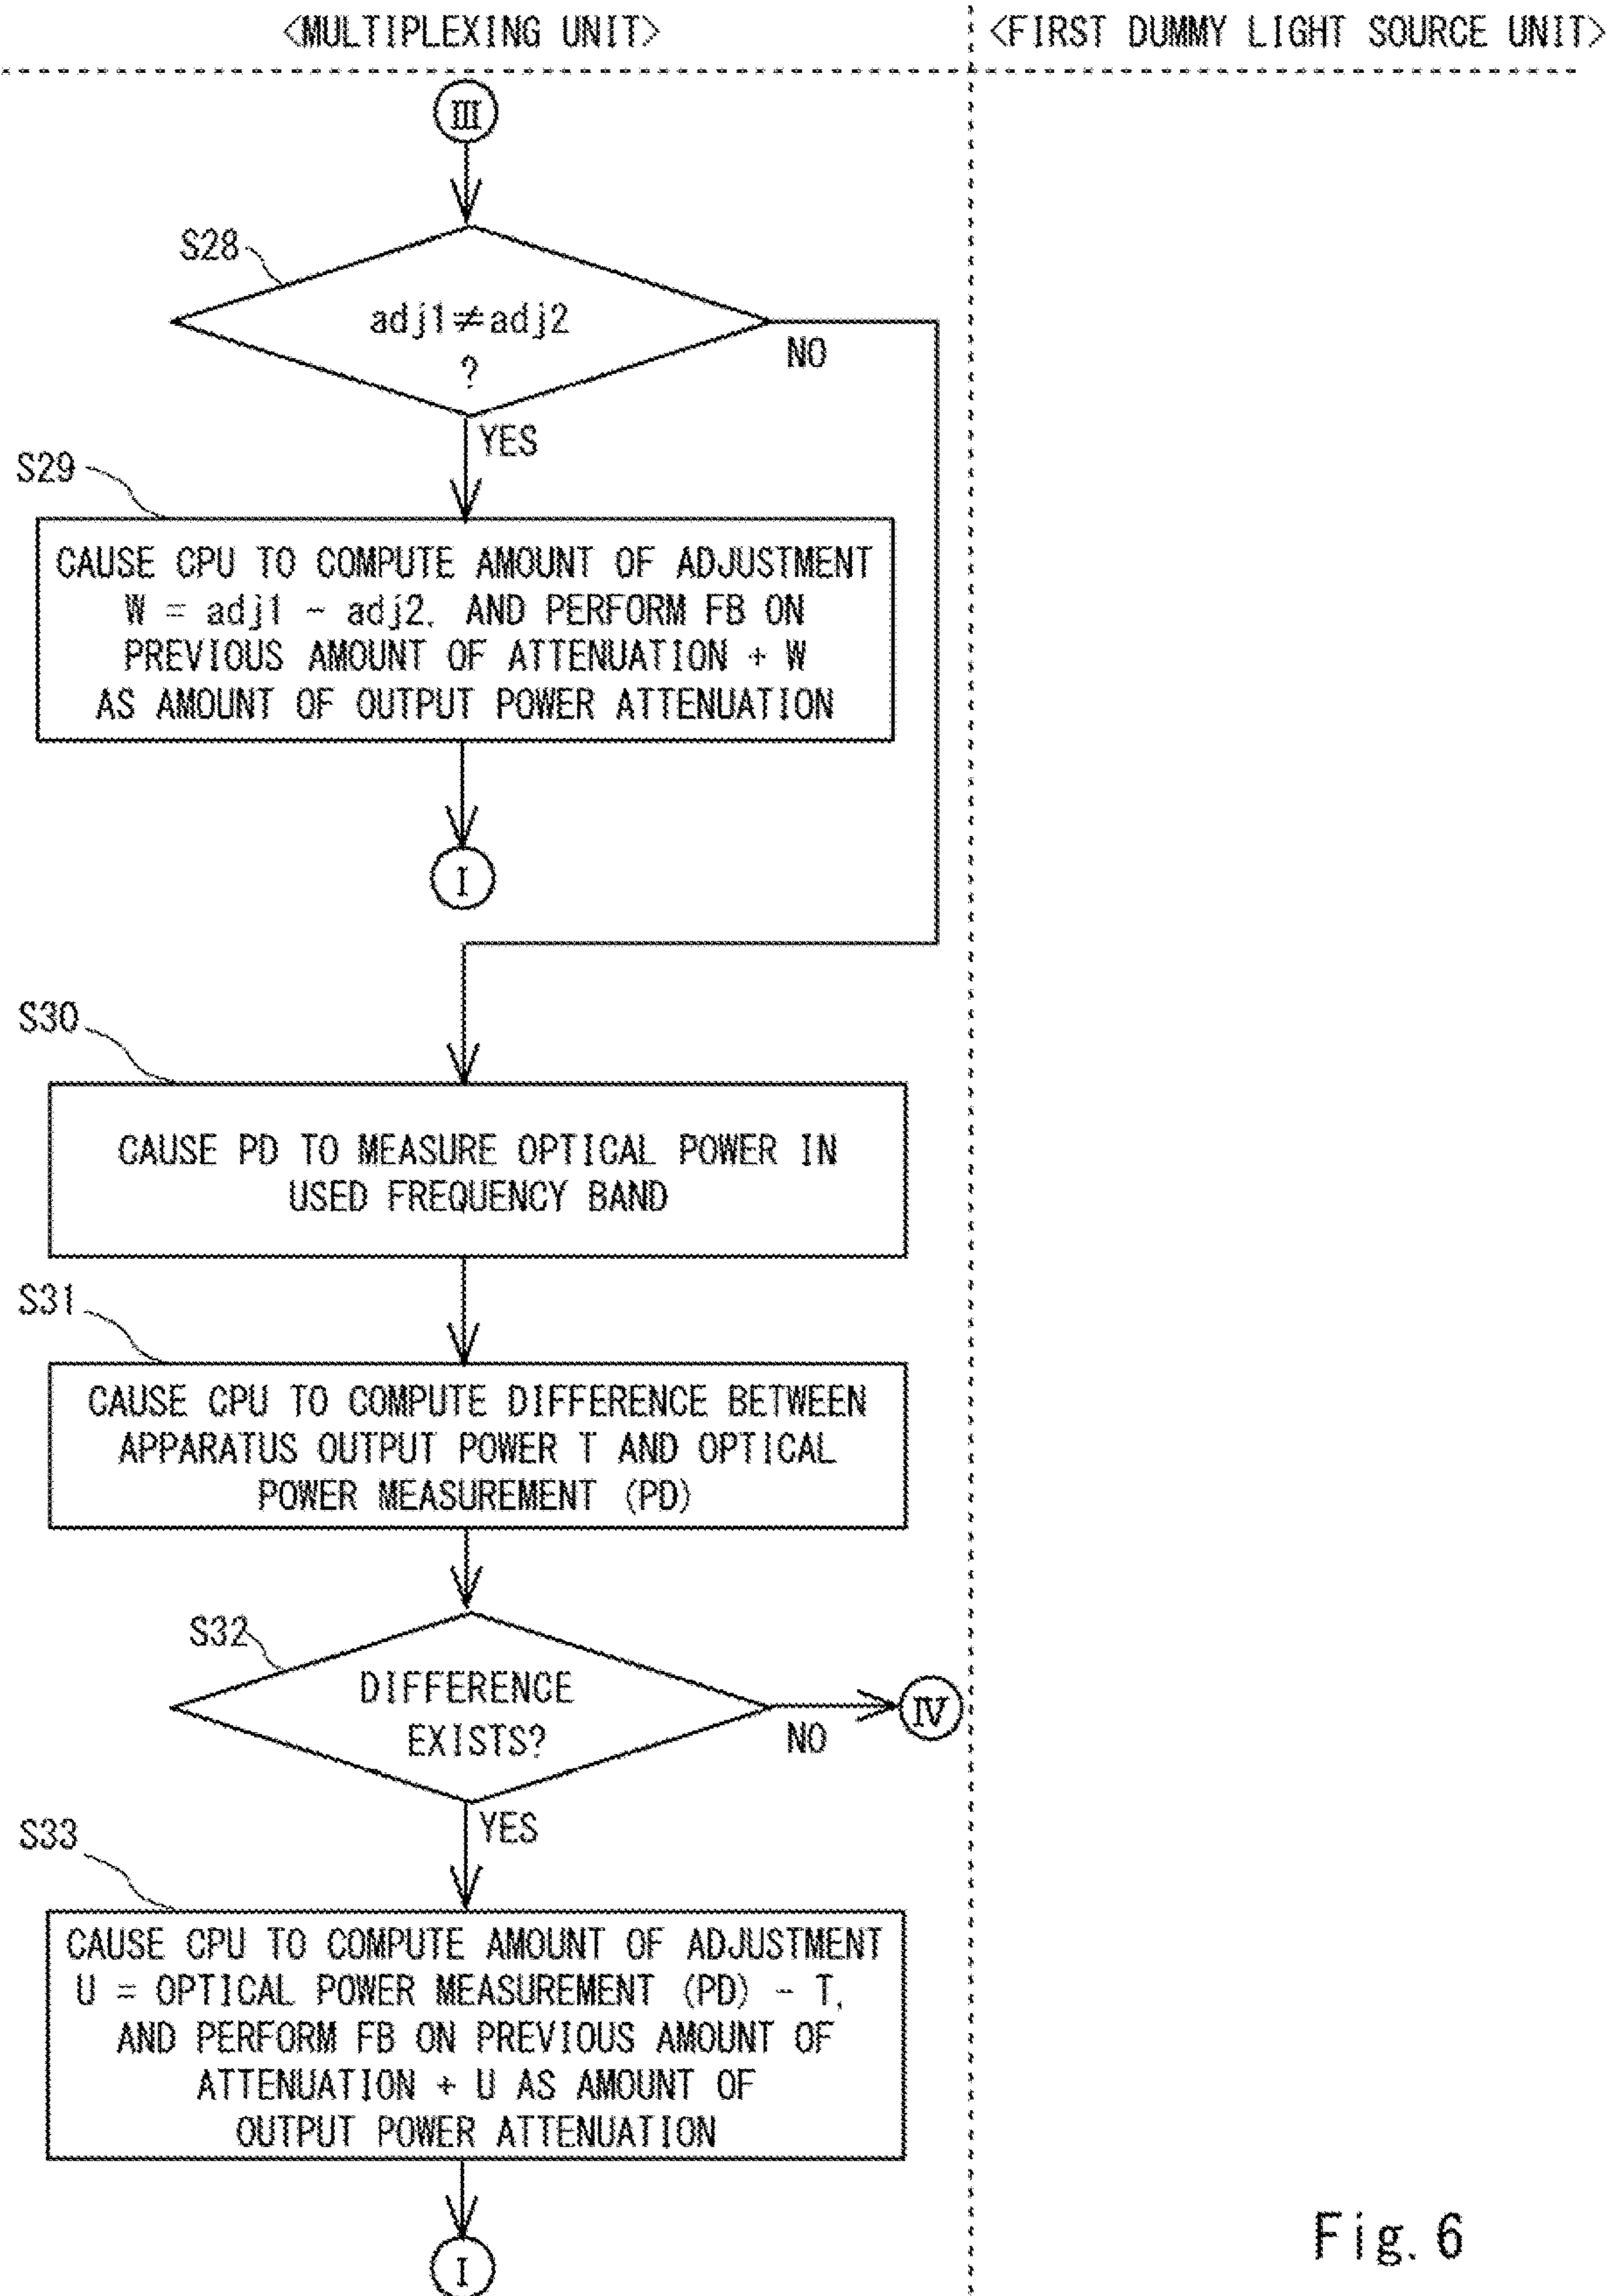 <MULTIPLEXING UNIT>
<FIRST DUMMY LIGHT SOURCE UNIT>
III
S28
adj1≠adj2
?
NO
YES
S29
CAUSE CPU TO COMPUTE AMOUNT OF ADJUSTMENT
W = adj1 - adj2, AND PERFORM FB ON
PREVIOUS AMOUNT OF ATTENUATION + W
AS AMOUNT OF OUTPUT POWER ATTENUATION
I
S30
CAUSE PD TO MEASURE OPTICAL POWER IN
USED FREQUENCY BAND
S31
CAUSE CPU TO COMPUTE DIFFERENCE BETWEEN
APPARATUS OUTPUT POWER T AND OPTICAL
POWER MEASUREMENT (PD)
S32
DIFFERENCE
EXISTS?
NO
IV
YES
S33
CAUSE CPU TO COMPUTE AMOUNT OF ADJUSTMENT
U = OPTICAL POWER MEASUREMENT (PD) - T,
AND PERFORM FB ON PREVIOUS AMOUNT OF
ATTENUATION + U AS AMOUNT OF
OUTPUT POWER ATTENUATION
I
Fig. 6